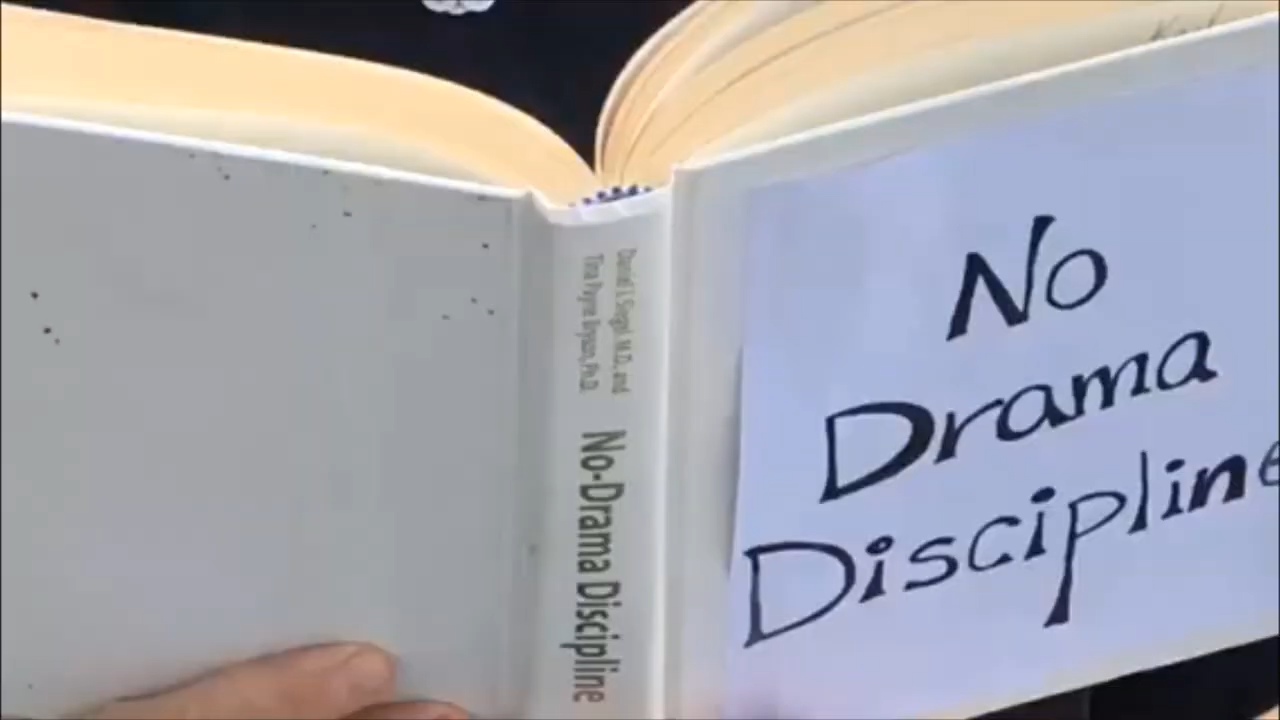 Daniel J. Siegel, M.D., and
Tina Payne Bryson, Ph.D.
No-Drama Discipline
No
Drama
Discipline